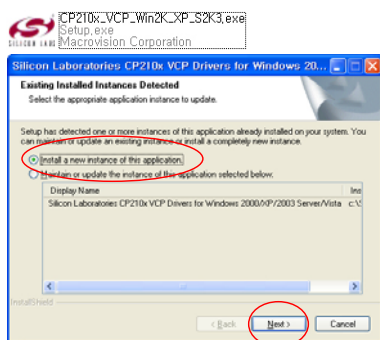 CP210x_VCP_Win2K_XP_S2K3.exe
Setup.exe
Macrovision Corporation
SILICON LABS
Silicon Laboratories CP210x VCP Drivers for Windows 20...
Existing Installed Instances Detected
Select the appropriate application instance to update.
Setup has detected one or more instances of this application already installed on your system. You
can maintain or update an existing instance or install a completely new instance.
Install a new instance of this application.
Maintain or update the instance of this application selected below:
Display Name Ins
Silicon Laboratories CP210x VCP Drivers for Windows 2000/XP/2003 Server/Vista c:\S
InstallShield
< Back Next > Cancel